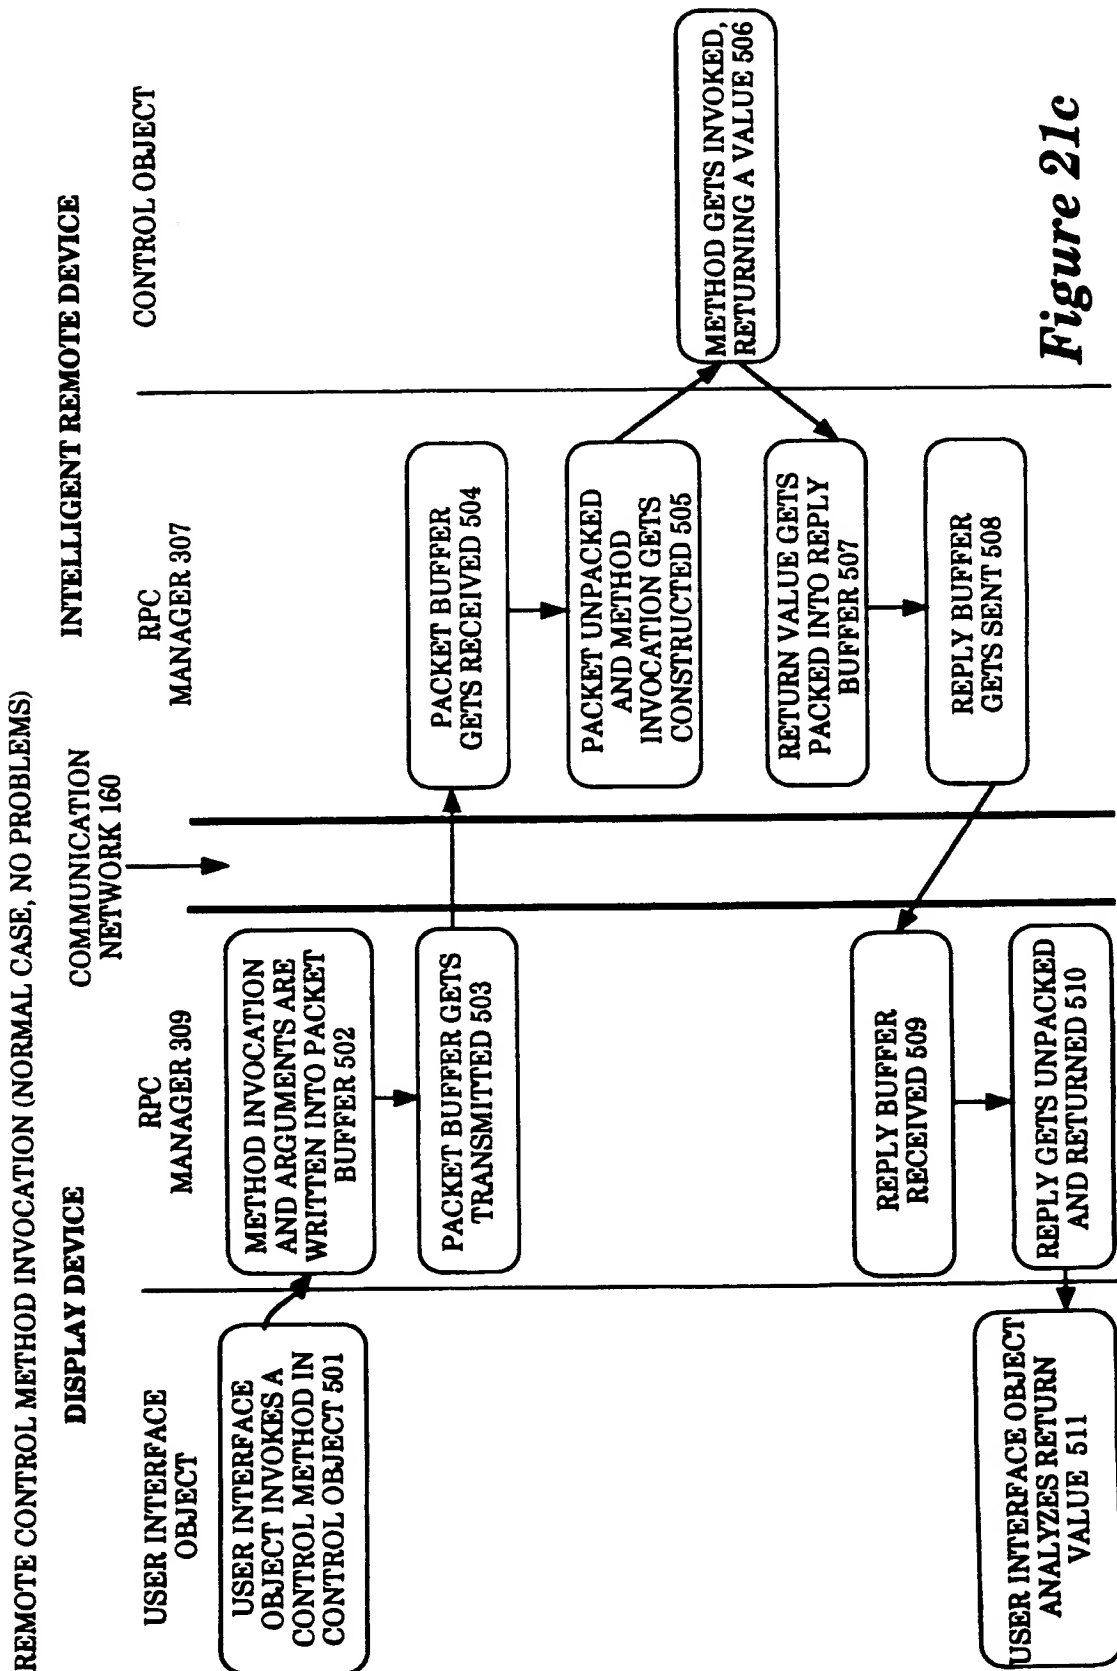 REMOTE CONTROL METHOD INVOCATION (NORMAL CASE, NO PROBLEMS)
DISPLAY DEVICE
COMMUNICATION
NETWORK 160
INTELLIGENT REMOTE DEVICE
USER INTERFACE
OBJECT
RPC
MANAGER 309
RPC
MANAGER 307
CONTROL OBJECT
USER INTERFACE
OBJECT INVOKES A
CONTROL METHOD IN
CONTROL OBJECT 501
METHOD INVOCATION
AND ARGUMENTS ARE
WRITTEN INTO PACKET
BUFFER 502
PACKET BUFFER GETS
TRANSMITTED 503
PACKET BUFFER
GETS RECEIVED 504
PACKET UNPACKED
AND METHOD
INVOCATION GETS
CONSTRUCTED 505
METHOD GETS INVOKED,
RETURNING A VALUE 506
RETURN VALUE GETS
PACKED INTO REPLY
BUFFER 507
REPLY BUFFER
GETS SENT 508
REPLY BUFFER
RECEIVED 509
REPLY GETS UNPACKED
AND RETURNED 510
USER INTERFACE OBJECT
ANALYZES RETURN
VALUE 511
Figure 21c